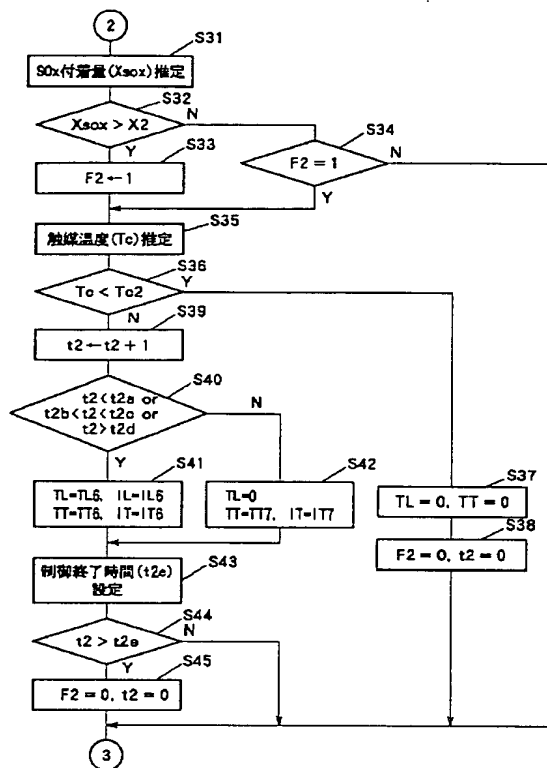 2
S31
SOx付着量(Xsox)推定
S32
Xsox > X2
N
Y
S33
F2←1
S34
F2 = 1
N
Y
S35
触媒温度(Tc)推定
S36
Tc < Tc2
Y
N
S39
t2←t2 + 1
S40
t2<t2a or
t2b<t2<t2c or
t2>t2d
N
Y
S41
TL=TL6, IL=IL6
TT=TT6, IT=IT6
S42
TL=0
TT=TT7, IT=IT7
S37
TL = 0, TT = 0
S38
F2=0, t2=0
S43
制御終了時間(t2e)
設定
S44
t2 > t2e
N
Y
S45
F2=0, t2=0
3